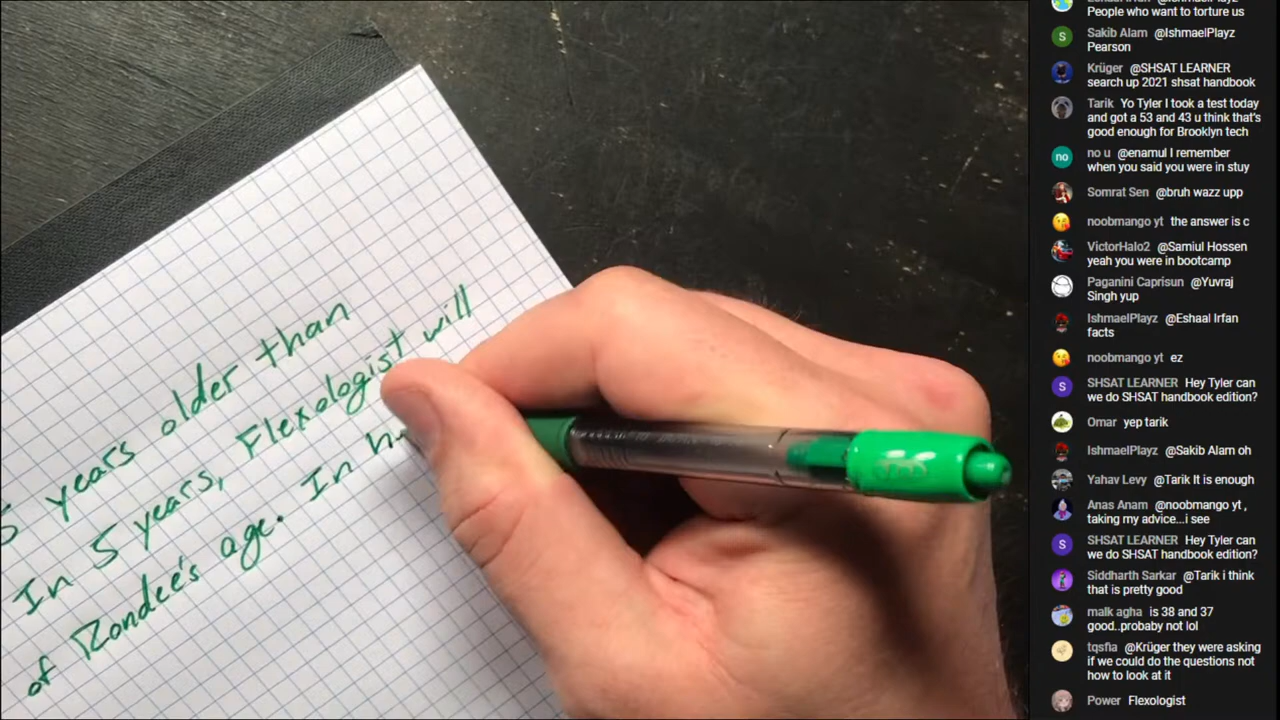 5 years older than
In 5 years, Flexologist will
of Rondee's age. In
People who want to torture us
Sakib Alam @IshmaelPlayz
Pearson
Krüger @SHSAT LEARNER
search up 2021 shsat handbook
Tarik Yo Tyler I took a test today
and got a 53 and 43 u think that's
good enough for Brooklyn tech
no u @enamul I remember
when you said you were in stuy
Somrat Sen @bruh wazz upp
noobmango yt the answer is c
VictorHalo2 @Samiul Hossen
yeah you were in bootcamp
Paganini Caprisun @Yuvraj
Singh yup
IshmaelPlayz @Eshaal Irfan
facts
noobmango yt ez
SHSAT LEARNER Hey Tyler can
we do SHSAT handbook edition?
Omar yep tarik
IshmaelPlayz @Sakib Alam oh
Yahav Levy @Tarik It is enough
Anas Anam @noobmango yt ,
taking my advice...i see
SHSAT LEARNER Hey Tyler can
we do SHSAT handbook edition?
Siddharth Sarkar @Tarik i think
that is pretty good
malk agha is 38 and 37
good..probaby not lol
tqsfia @Krüger they were asking
if we could do the questions not
how to look at it
Power Flexologist